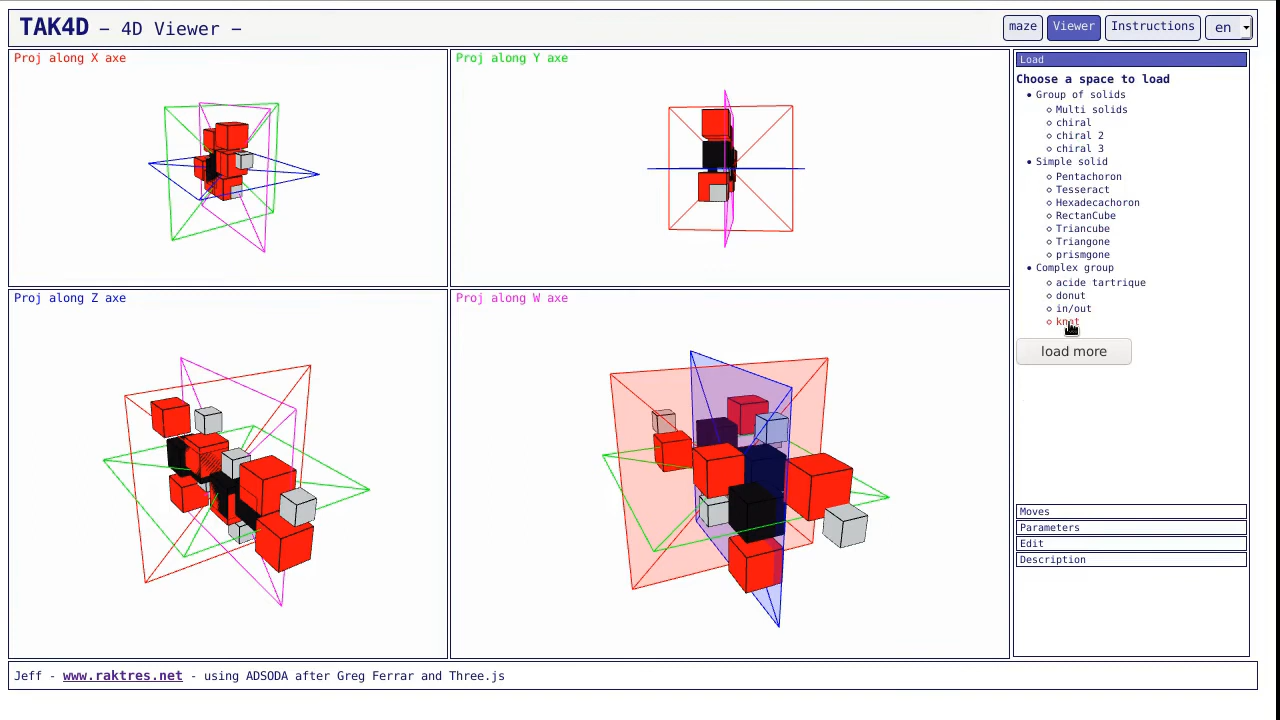 TAK4D – 4D Viewer –
maze
Viewer
Instructions
en
Proj along X axe
Proj along Y axe
Proj along Z axe
Proj along W axe
Load
Choose a space to load
Group of solids
Multi solids
chiral
chiral 2
chiral 3
Simple solid
Pentachoron
Tesseract
Hexadecachoron
RectanCube
Triancube
Triangone
prismgone
Complex group
acide tartrique
donut
in/out
knot
load more
Moves
Parameters
Edit
Description
Jeff - www.raktres.net - using ADSODA after Greg Ferrar and Three.js